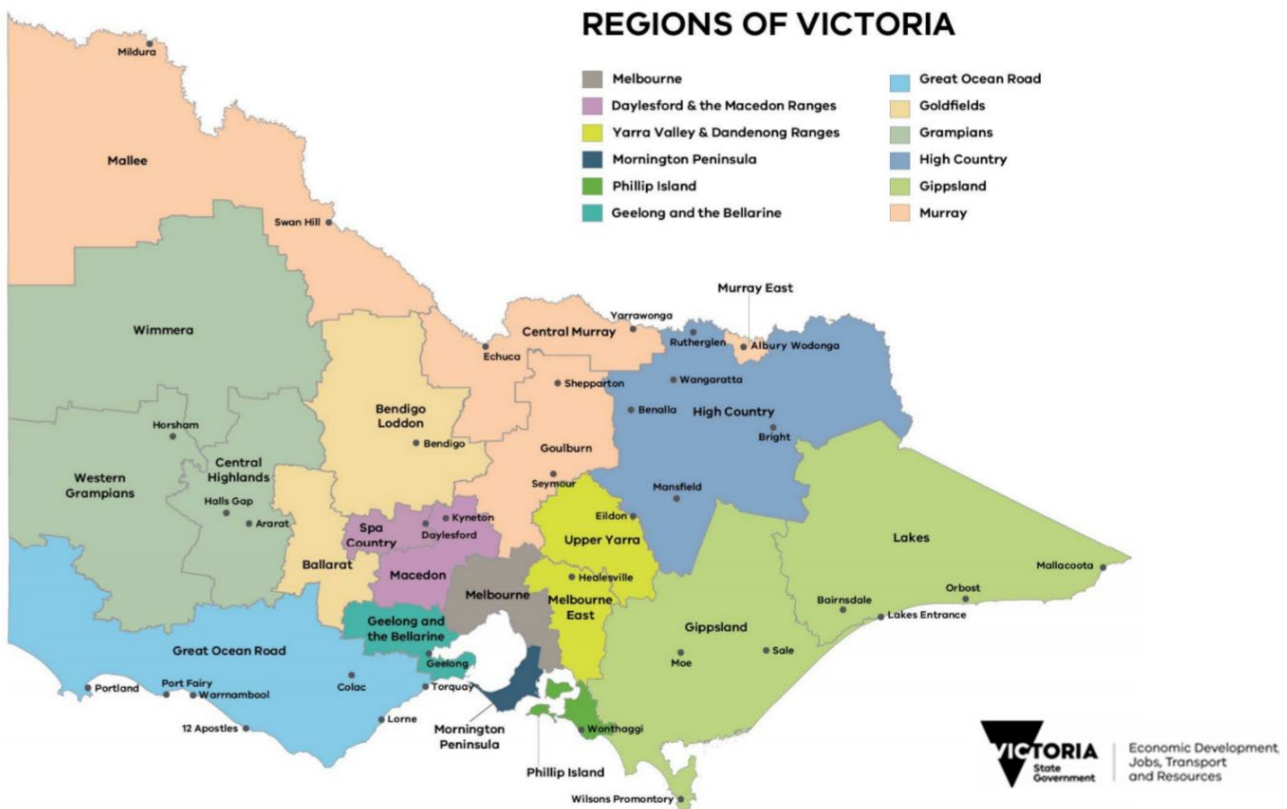 REGIONS OF VICTORIA
Melbourne
Daylesford & the Macedon Ranges
Yarra Valley & Dandenong Ranges
Mornington Peninsula
Phillip Island
Geelong and the Bellarine
Great Ocean Road
Goldfields
Grampians
High Country
Gippsland
Murray
Mildura
Mallee
Swan Hill
Murray East
Wimmera
Yarrawonga
Central Murray
Rutherglen
Albury Wodonga
Echuca
Shepparton
Wangaratta
Bendigo
Loddon
Benalla
High Country
Horsham
Bendigo
Bright
Goulburn
Central
Highlands
Western
Grampians
Seymour
Mansfield
Halls Gap
Ararat
Eildon
Kyneton
Spa
Country
Daylesford
Upper Yarra
Lakes
Ballarat
Macedon
Mallacoota
Healesville
Melbourne
Melbourne
East
Orbost
Bairnsdale
Lakes Entrance
Geelong and
the Bellarine
Gippsland
Great Ocean Road
Moe
Sale
Geelong
Colac
Torquay
Portland
Port Fairy
Warrnambool
12 Apostles
Lorne
Mornington
Peninsula
Wonthaggi
Phillip Island
Wilsons Promontory
VICTORIA
State
Government
Economic Development,
Jobs, Transport
and Resources